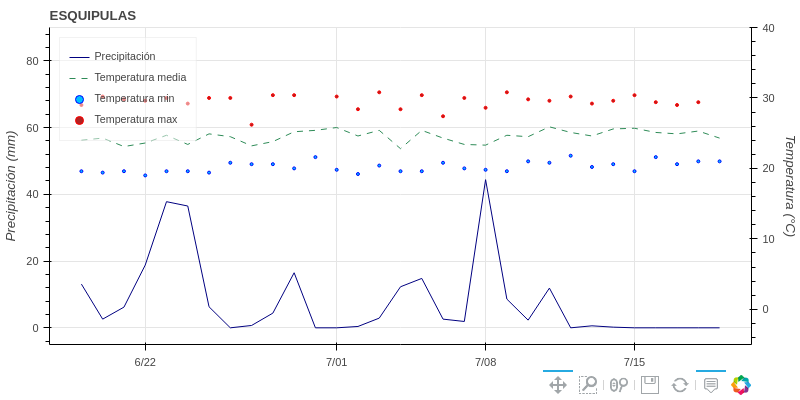 ESQUIPULAS
Precipitación
Temperatura media
Temperatura min
Temperatura max
Precipitación (mm)
80
60
40
20
0
Temperatura (°C)
40
30
20
10
0
6/22
7/01
7/08
7/15